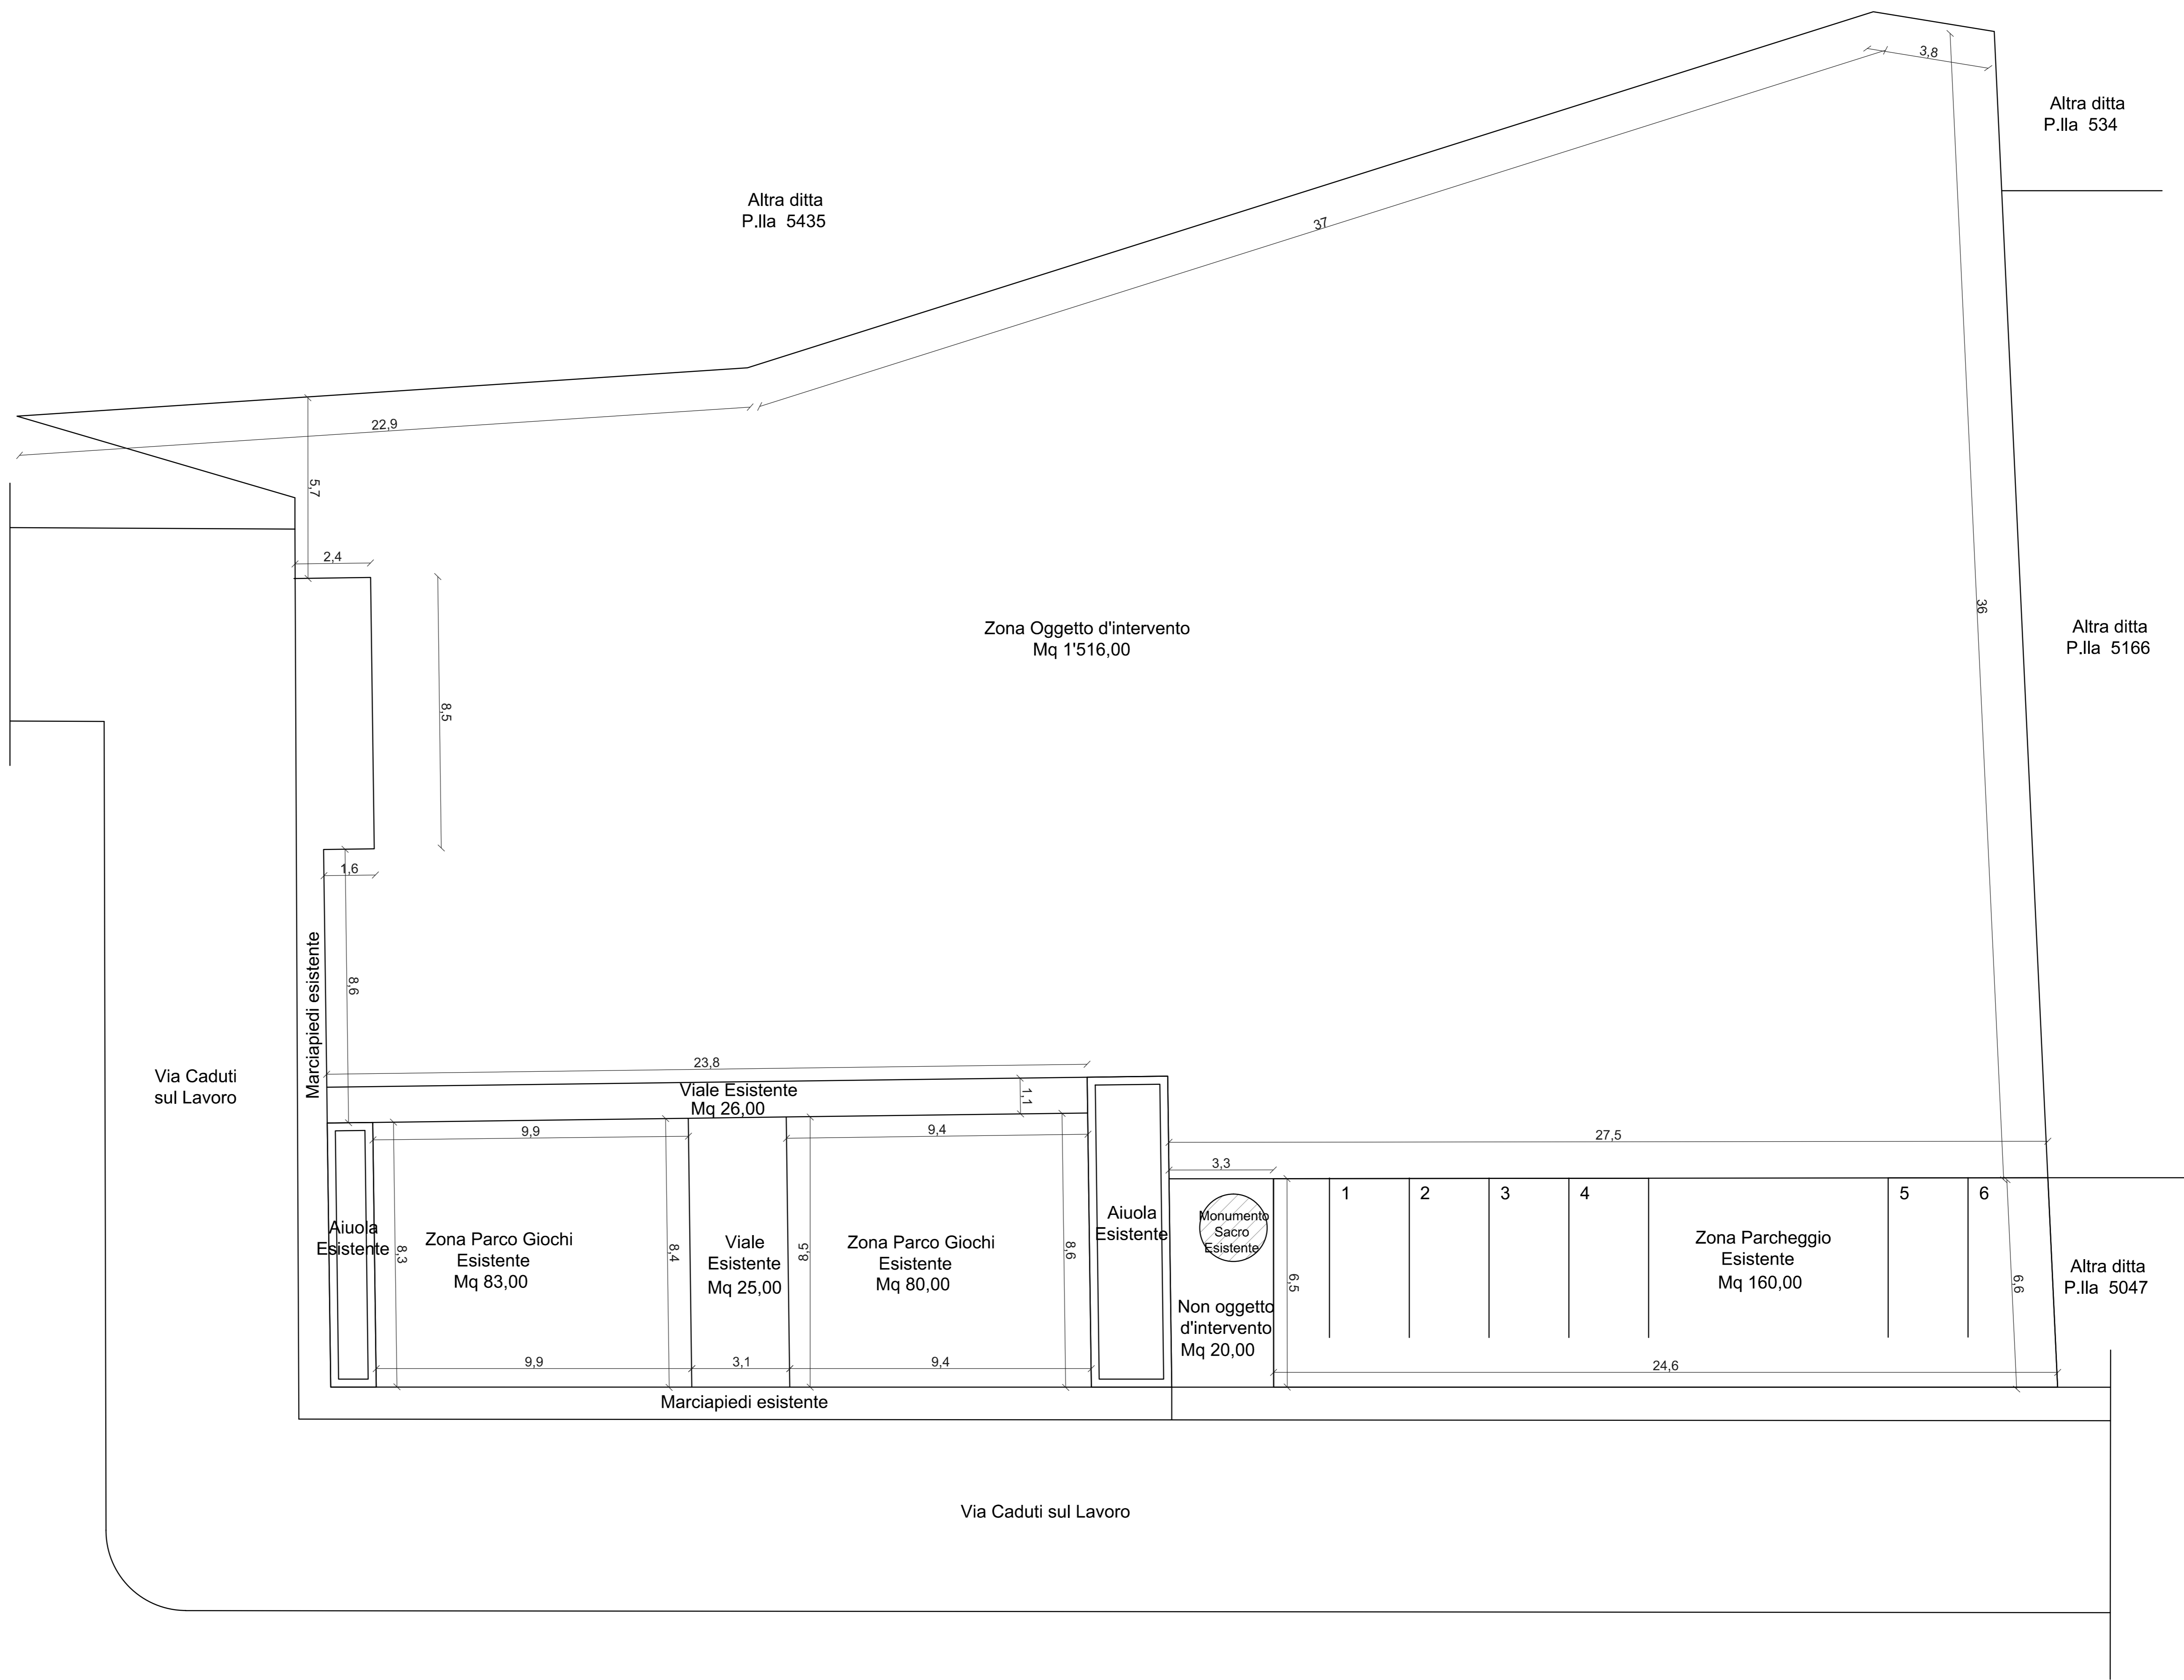 3,8
Altra ditta
P.lla 534
Altra ditta
P.lla 5435
37
22,9
5,7
2,4
36
Zona Oggetto d'intervento
Mq 1'516,00
Altra ditta
P.lla 5166
8,5
1,6
Marciapiedi esistente
8,6
Via Caduti
sul Lavoro
23,8
Viale Esistente
Mq 26,00
1,1
9,9
9,4
27,5
3,3
Aiuola
Esistente
8,3
Zona Parco Giochi
Esistente
Mq 83,00
8,4
Viale
Esistente
Mq 25,00
8,5
Zona Parco Giochi
Esistente
Mq 80,00
8,6
Aiuola
Esistente
Monumento
Sacro
Esistente
Non oggetto
d'intervento
Mq 20,00
6,5
1 2 3 4 5 6
Zona Parcheggio
Esistente
Mq 160,00
6,6
Altra ditta
P.lla 5047
9,9
3,1
9,4
24,6
Marciapiedi esistente
Via Caduti sul Lavoro